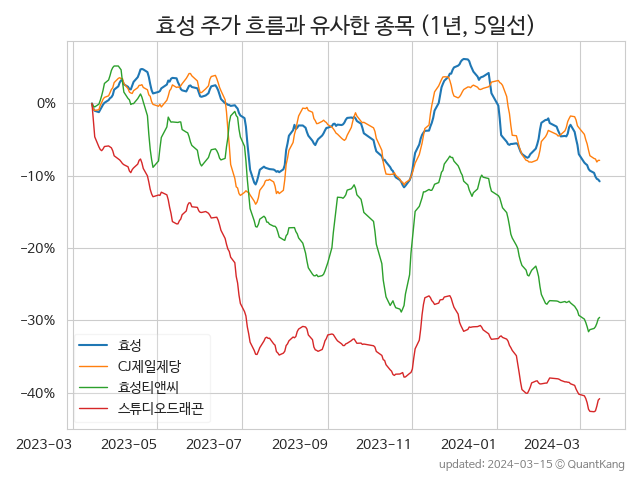 효성 주가 흐름과 유사한 종목 (1년, 5일선)
0%
−10%
−20%
−30%
−40%
효성
CJ제일제당
효성티앤씨
스튜디오드래곤
2023-03 2023-05 2023-07 2023-09 2023-11 2024-01 2024-03
updated: 2024-03-15 © QuantKang